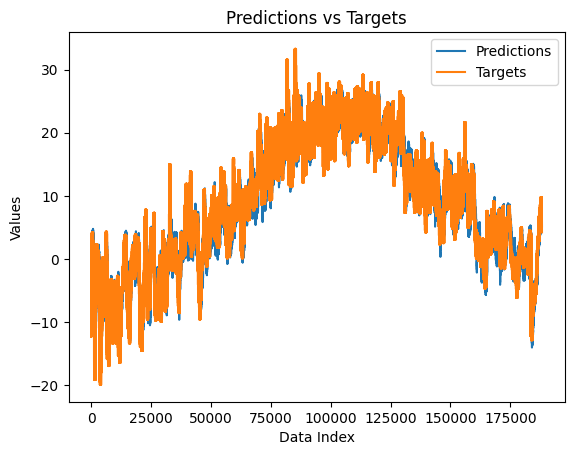 Predictions vs Targets
Predictions
Targets
Values
30
20
10
0
−10
−20
0
25000
50000
75000
100000
125000
150000
175000
Data Index